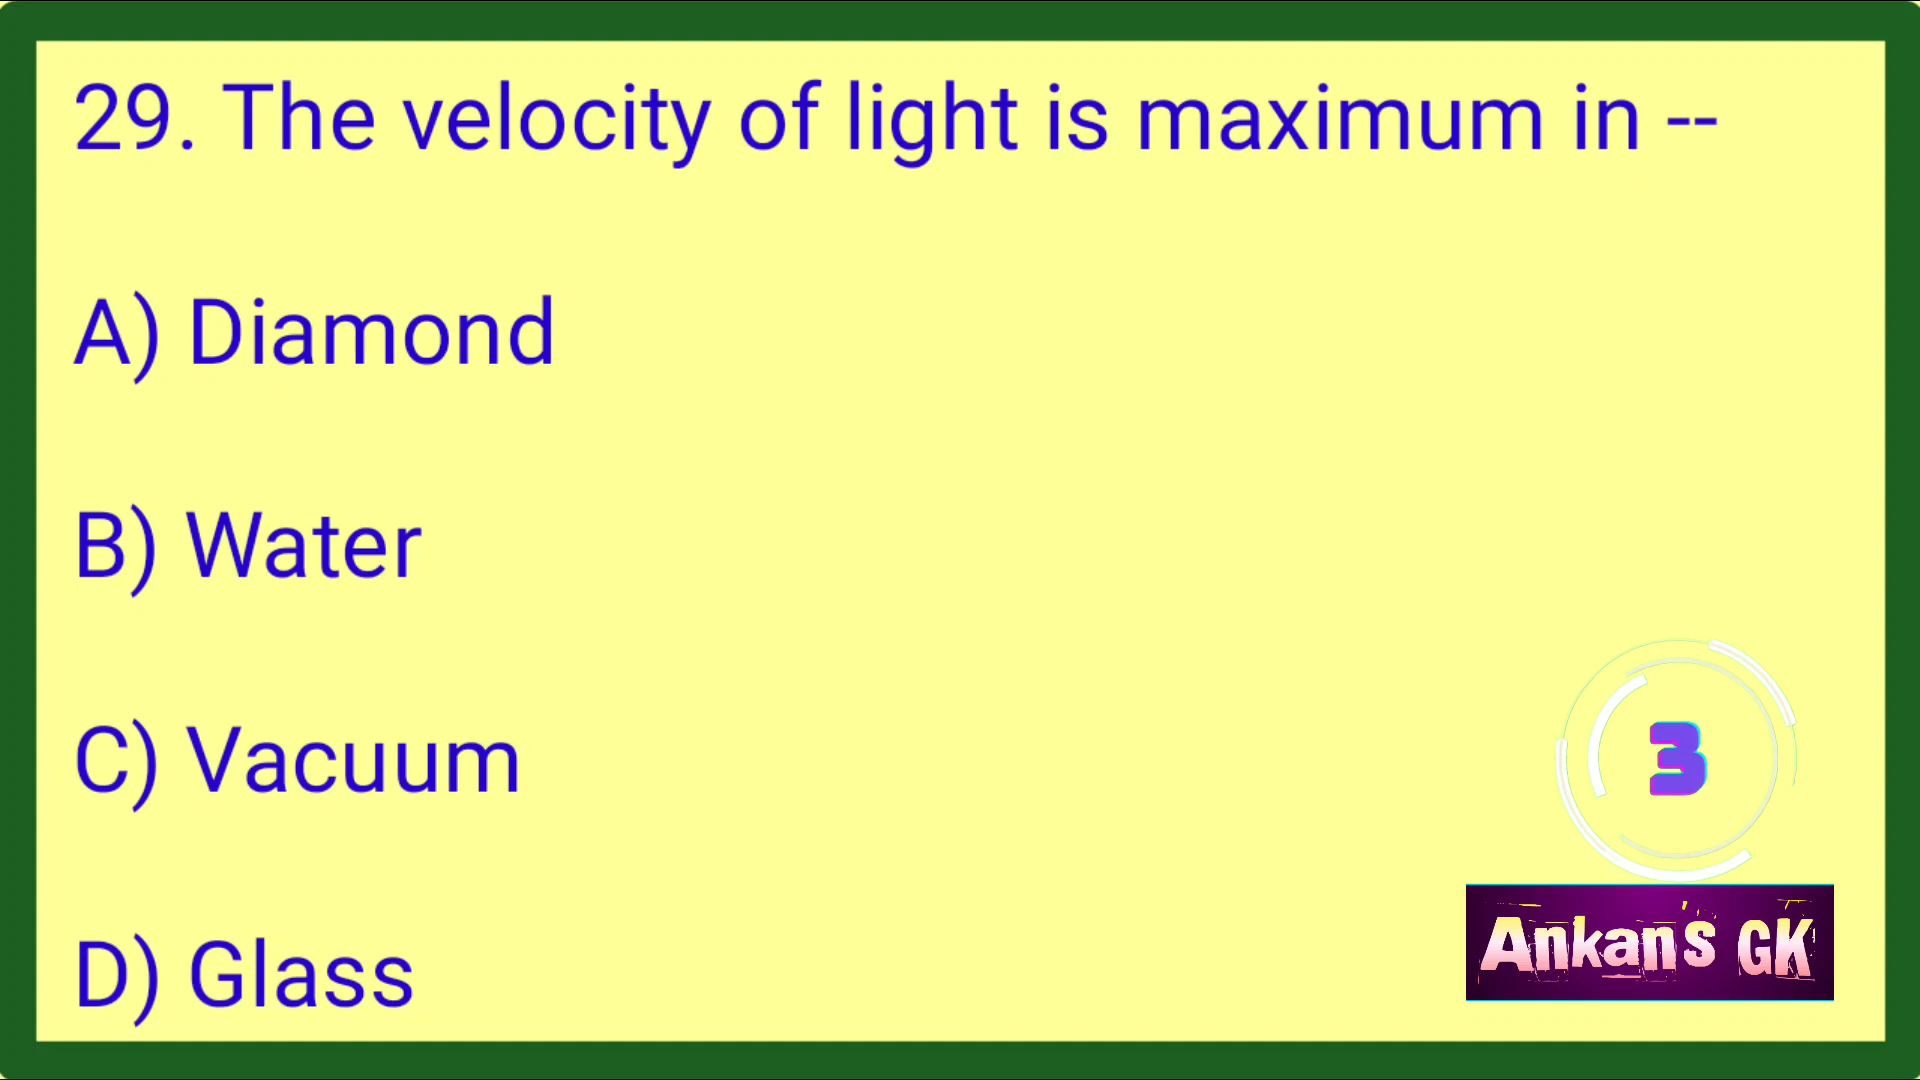 29. The velocity of light is maximum in --
A) Diamond
B) Water
C) Vacuum
3
D) Glass
Ankan's GK